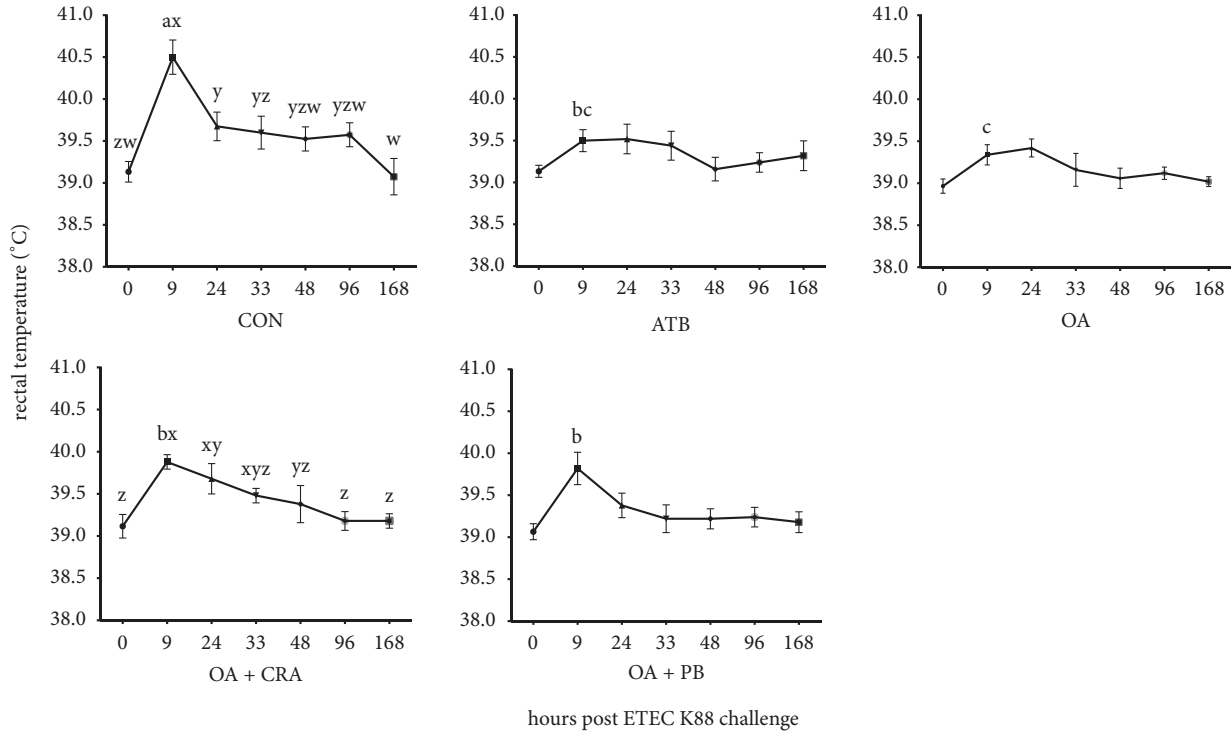 rectal temperature (°C)
41.0
40.5
40.0
39.5
39.0
38.5
38.0
zw
ax
y
yz
yzw
yzw
w
0 9 24 33 48 96 168
CON
41.0
40.5
40.0
39.5
39.0
38.5
38.0
bc
0 9 24 33 48 96 168
ATB
41.0
40.5
40.0
39.5
39.0
38.5
38.0
c
0 9 24 33 48 96 168
OA
41.0
40.5
40.0
39.5
39.0
38.5
38.0
z
bx
xy
xyz
yz
z
z
0 9 24 33 48 96 168
OA + CRA
41.0
40.5
40.0
39.5
39.0
38.5
38.0
b
0 9 24 33 48 96 168
OA + PB
hours post ETEC K88 challenge